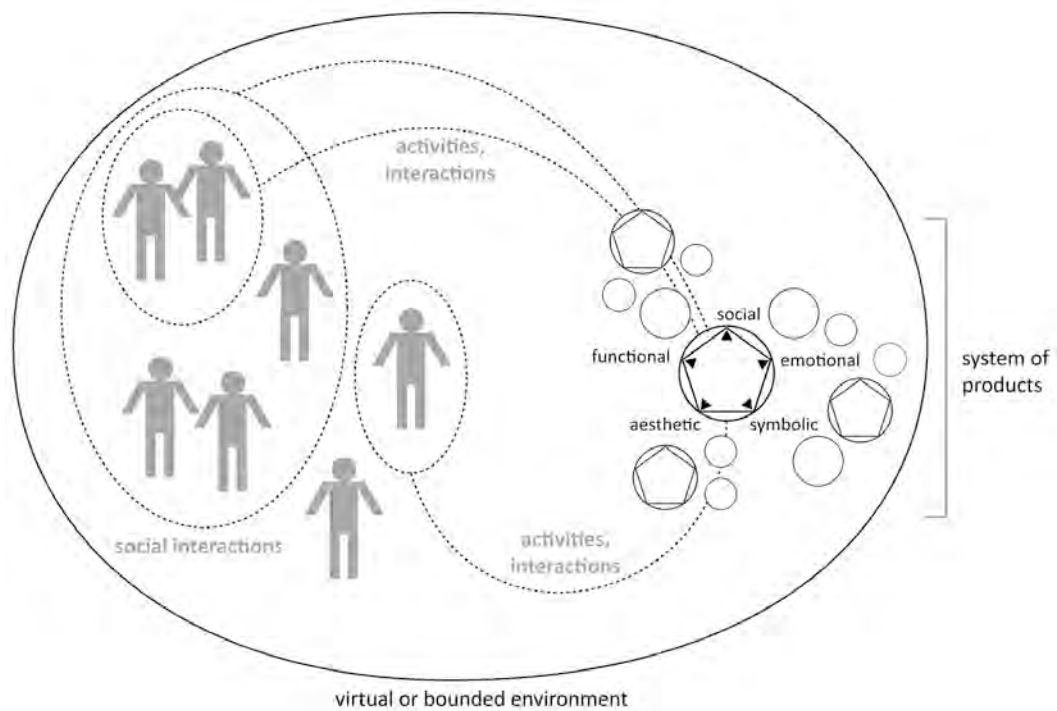 activities,
interactions
social
functional
emotional
system of
products
aesthetic
symbolic
social interactions
activities,
interactions
virtual or bounded environment